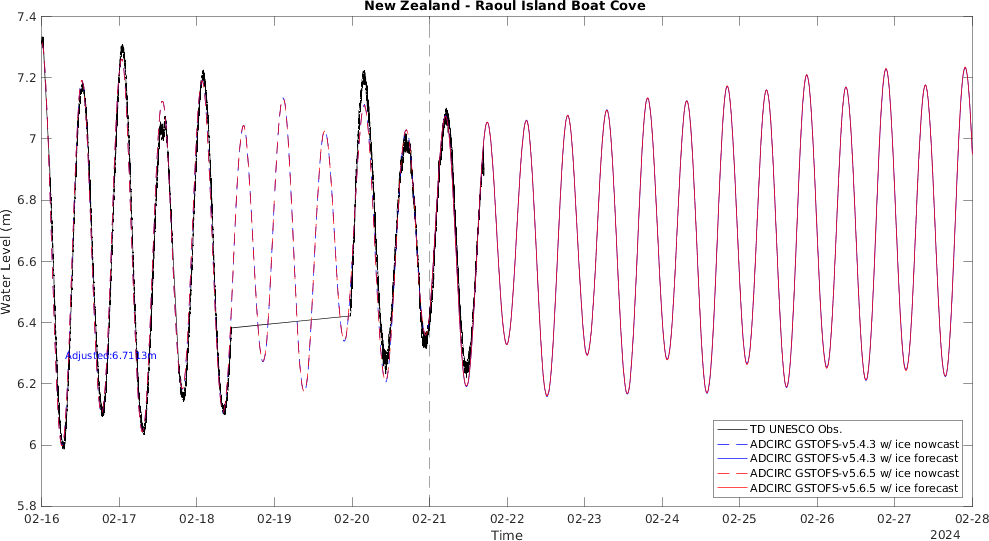 New Zealand - Raoul Island Boat Cove
7.4
7.2
7
6.8
6.6
6.4
6.2
6
5.8
Water Level (m)
Adjusted:6.7113m
TD UNESCO Obs.
ADCIRC GSTOFS-v5.4.3 w/ ice nowcast
ADCIRC GSTOFS-v5.4.3 w/ ice forecast
ADCIRC GSTOFS-v5.6.5 w/ ice nowcast
ADCIRC GSTOFS-v5.6.5 w/ ice forecast
02-16 02-17 02-18 02-19 02-20 02-21 02-22 02-23 02-24 02-25 02-26 02-27 02-28
Time
2024